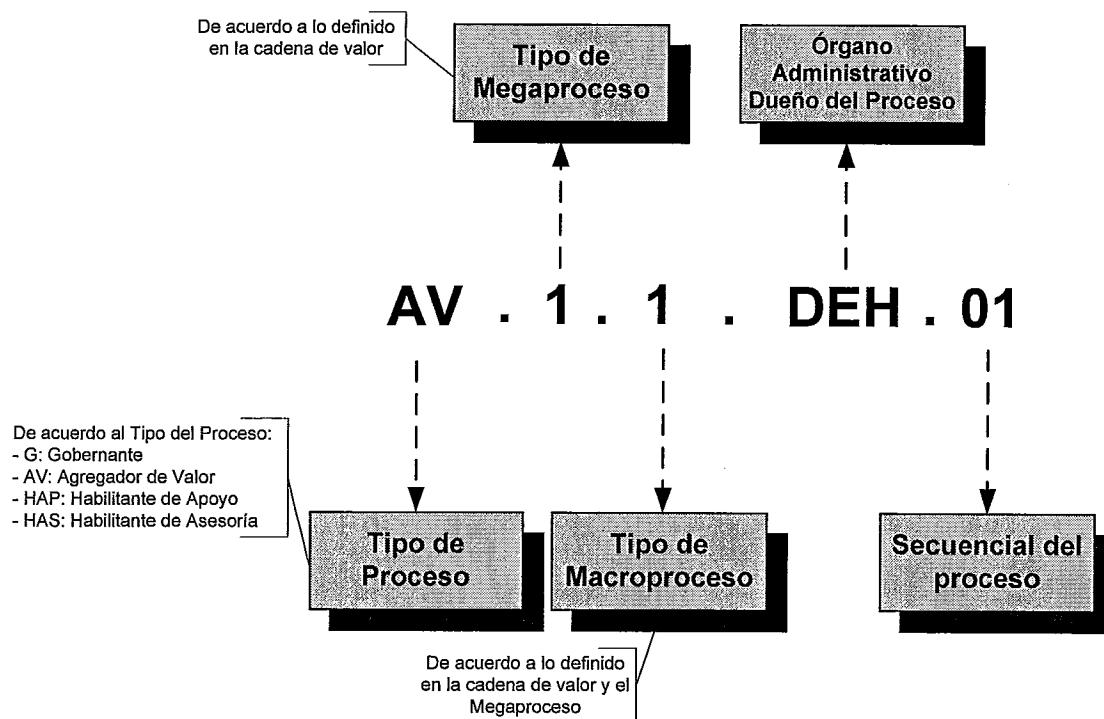 De acuerdo a lo definido
en la cadena de valor
Tipo de
Megaproceso
Órgano
Administrativo
Dueño del Proceso
AV . 1 . 1 . DEH . 01
De acuerdo al Tipo del Proceso:
- G: Gobernante
- AV: Agregador de Valor
- HAP: Habilitante de Apoyo
- HAS: Habilitante de Asesoría
Tipo de
Proceso
Tipo de
Macroproceso
Secuencial del
proceso
De acuerdo a lo definido
en la cadena de valor y el
Megaproceso